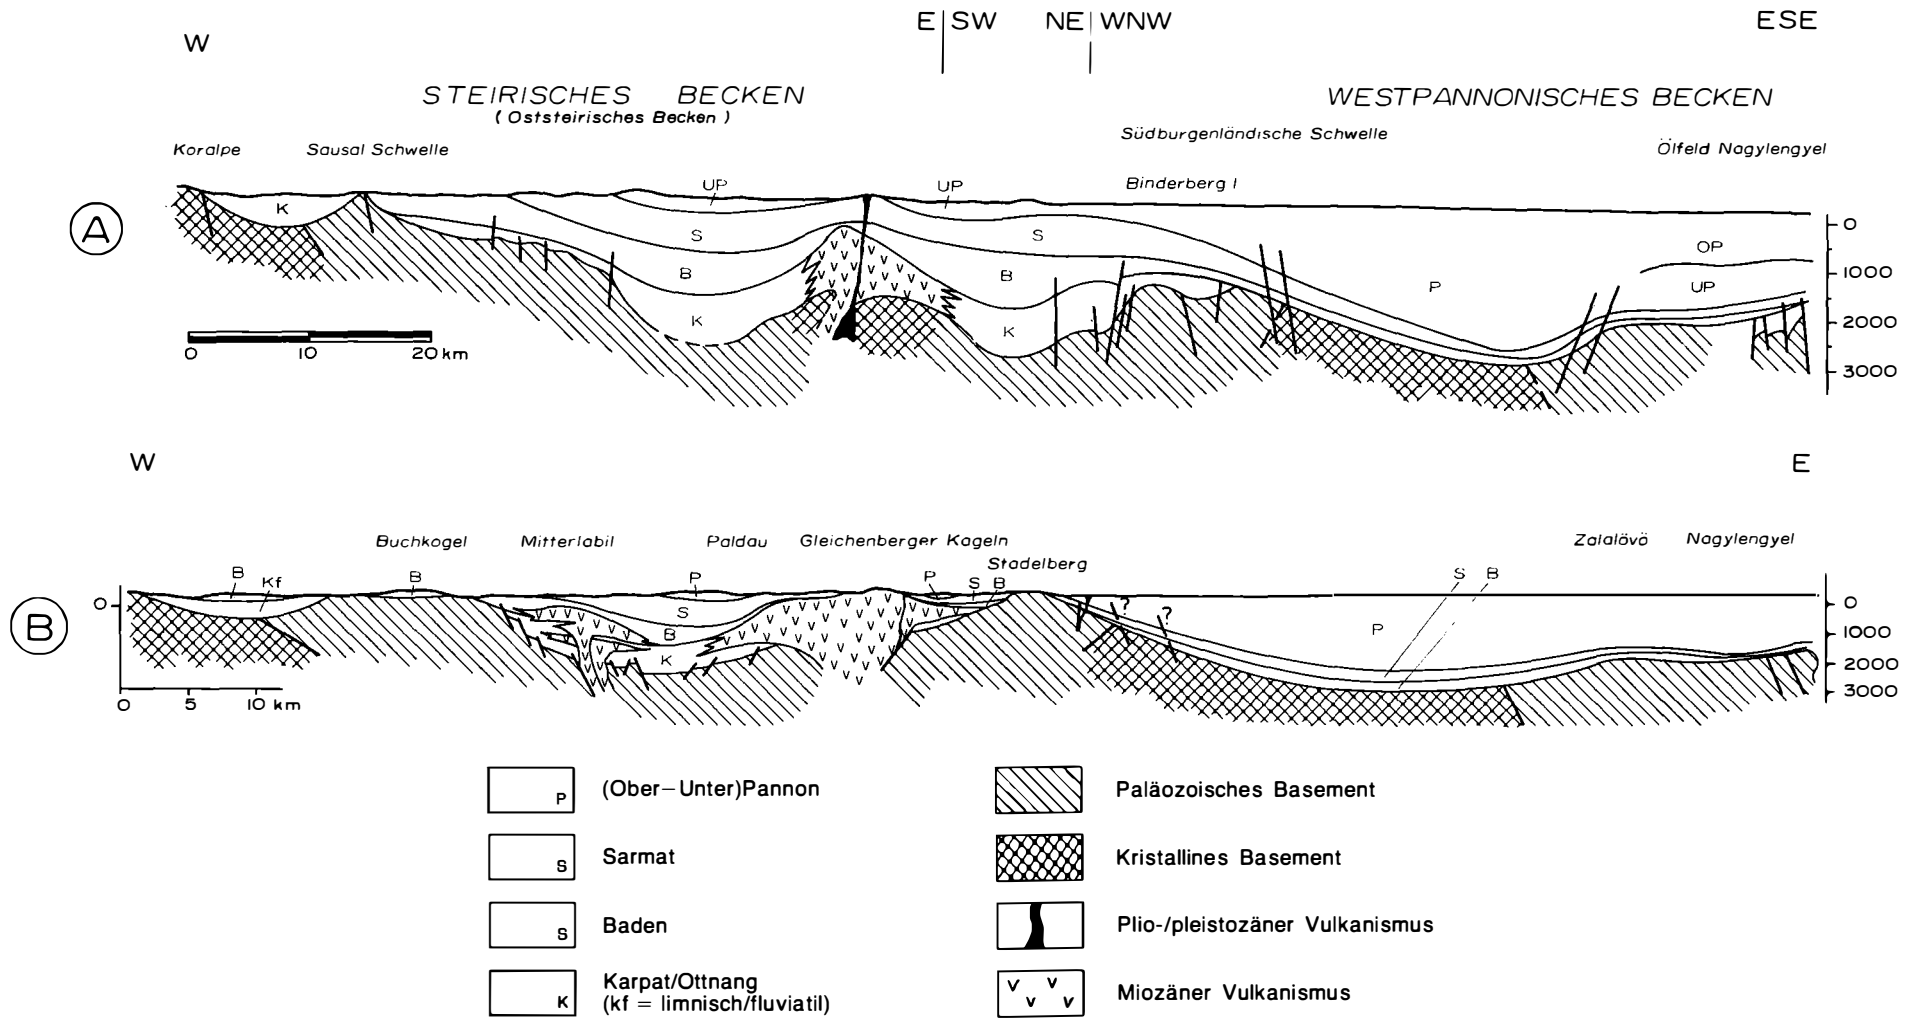 E SW NE WNW ESE
W
STEIRISCHES BECKEN WESTPANNONISCHES BECKEN
(Oststeirisches Becken)
Südburgenländische Schwelle
Koralpe Sausal Schwelle Ölfeld Nagylengyel
UP UP Binderberg I
K
A
S S 0
OP
B B 1000
P UP
K K 2000
0 10 20 km
3000
W E
Buchkogel Mitterlabil Paldau Gleichenberger Kageln Zalalövö Nagylengyel
Stadelberg
B Kf B P P S B S B
0 0
? ?
S
B
B P 1000
K 2000
3000
0 5 10 km
P (Ober–Unter)Pannon Paläozoisches Basement
S Sarmat Kristallines Basement
S Baden Plio-/pleistozäner Vulkanismus
Karpat/Ottnang
K (kf = limnisch/fluviatil) Miozäner Vulkanismus